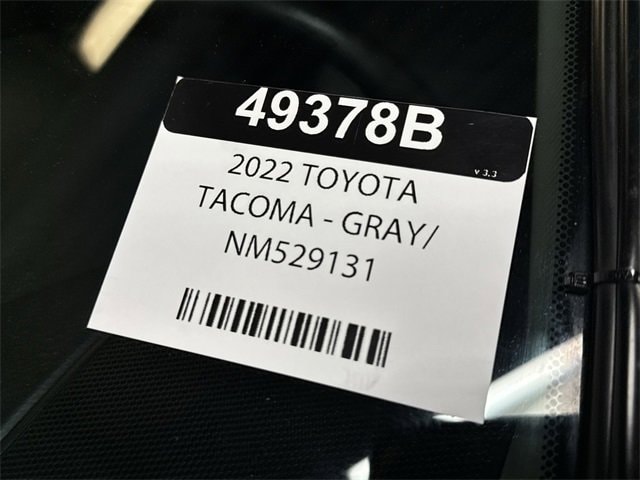 49378B
v 3.3
2022 TOYOTA
TACOMA - GRAY/
NM529131